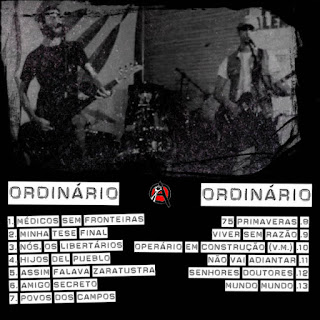 ORDINÁRIO
1. MÉDICOS SEM FRONTEIRAS
2. MINHA TESE FINAL
3. NÓS, OS LIBERTÁRIOS
4. HIJOS DEL PUEBLO
5. ASSIM FALAVA ZARATUSTRA
6. AMIGO SECRETO
7. POVOS DOS CAMPOS
ORDINÁRIO
75 PRIMAVERAS .8
VIVER SEM RAZÃO .9
OPERÁRIO EM CONSTRUÇÃO (V.M.) .10
NÃO VAI ADIANTAR .11
SENHORES DOUTORES .12
MUNDO MUNDO .13